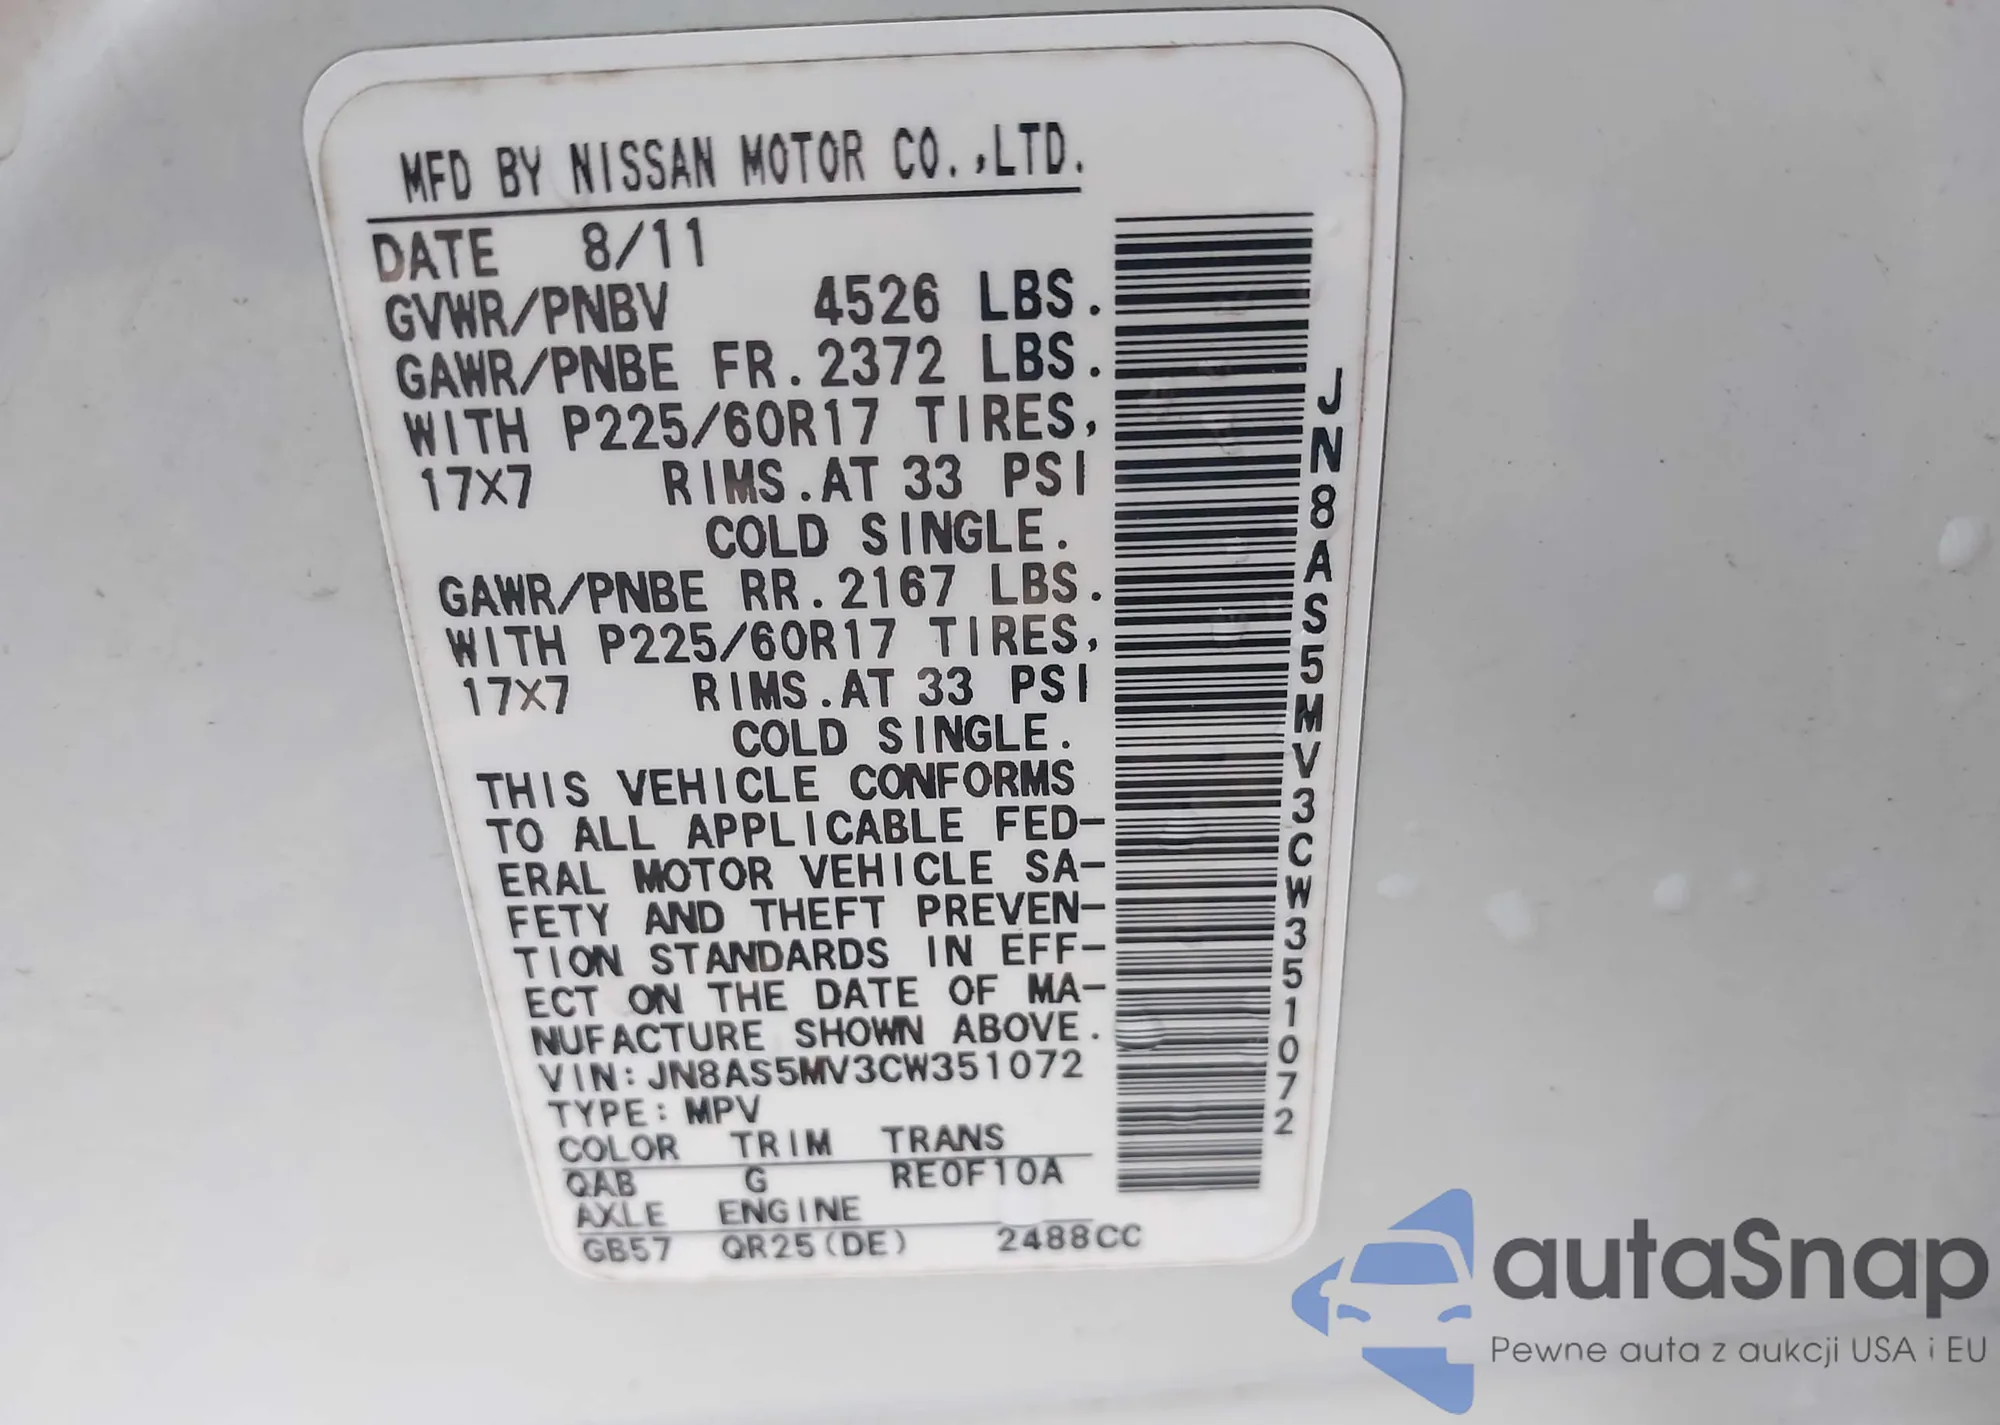 MFD BY NISSAN MOTOR CO.,LTD.
DATE 8/11
GVWR/PNBV 4526 LBS.
GAWR/PNBE FR.2372 LBS.
WITH P225/60R17 TIRES,
17X7 RIMS.AT 33 PSI
COLD SINGLE.
GAWR/PNBE RR.2167 LBS.
WITH P225/60R17 TIRES,
17X7 RIMS.AT 33 PSI
COLD SINGLE.
THIS VEHICLE CONFORMS
TO ALL APPLICABLE FED-
ERAL MOTOR VEHICLE SA-
FETY AND THEFT PREVEN-
TION STANDARDS IN EFF-
ECT ON THE DATE OF MA-
NUFACTURE SHOWN ABOVE.
VIN:JN8AS5MV3CW351072
TYPE:MPV
COLOR TRIM TRANS
QAB G RE0F10A
AXLE ENGINE
GB57 QR25(DE) 2488CC
JN8AS5MV3CW351072
autaSnap
Pewne auta z aukcji USA i EU